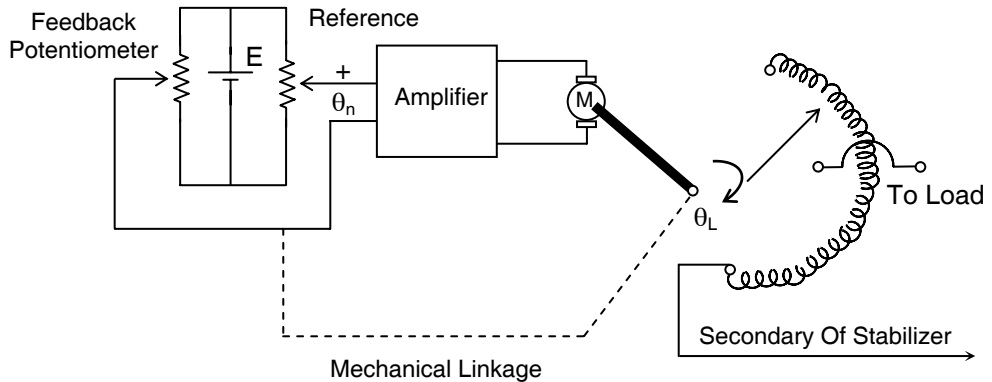 Feedback
Potentiometer
Reference
E
+
θn
Amplifier
M
θL
To Load
Secondary Of Stabilizer
Mechanical Linkage